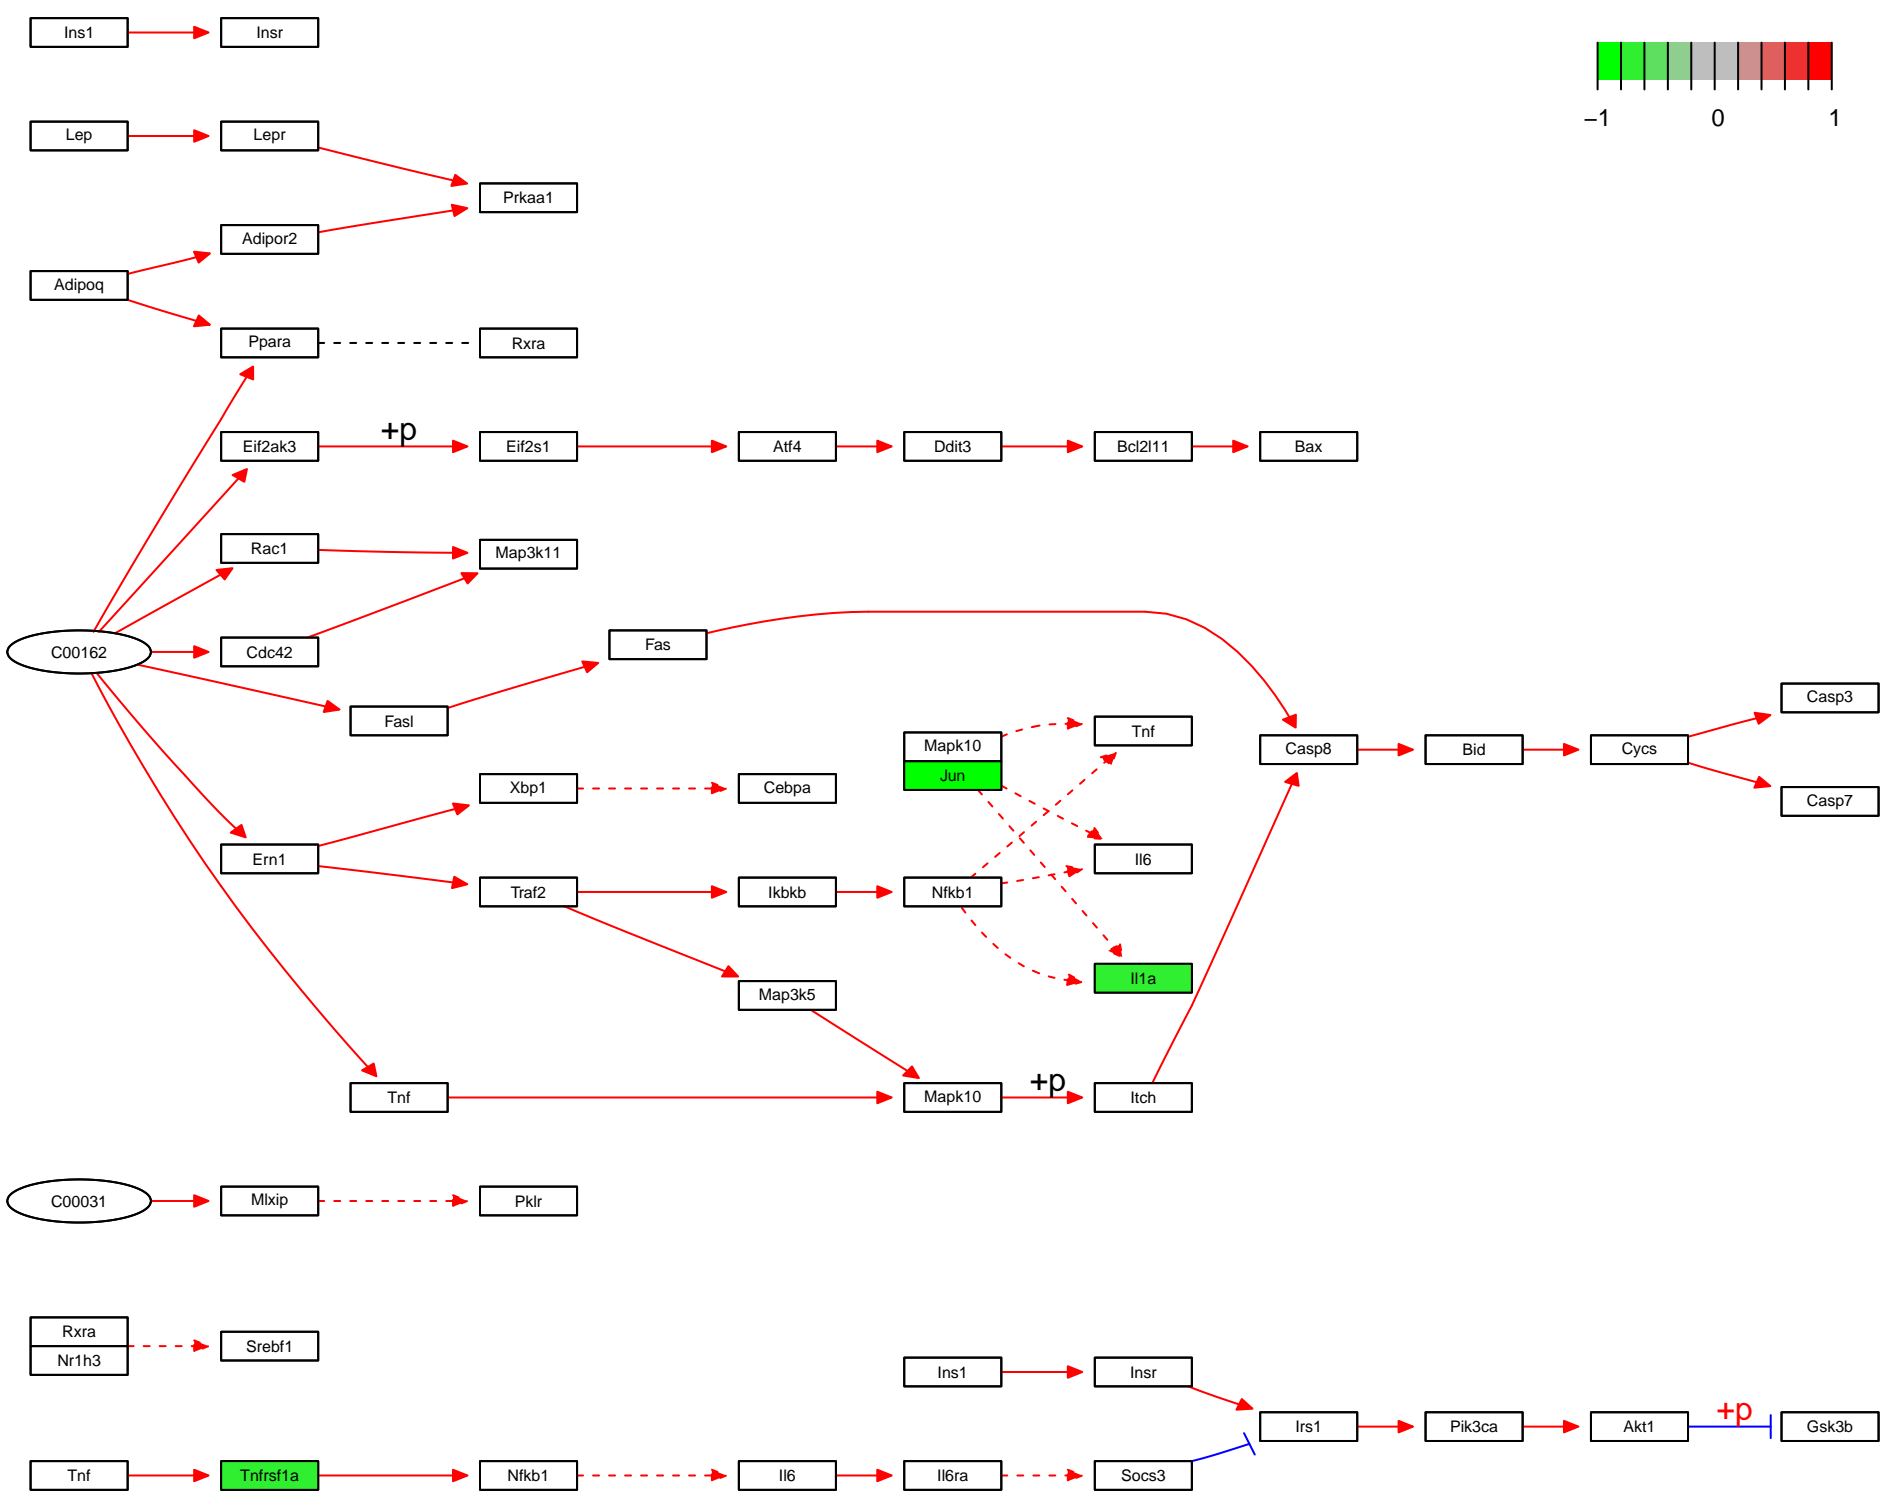 Ins1 Insr
−1 0 1
Lep Lepr
Prkaa1
Adipor2
Adipoq
Ppara Rxra
+p
Eif2ak3 Eif2s1 Atf4 Ddit3 Bcl2l11 Bax
Rac1 Map3k11
Fas
C00162 Cdc42
Casp3
Fasl
Tnf
Mapk10 Casp8 Bid Cycs
Jun
Xbp1 Cebpa
Casp7
Ern1 Il6
Traf2 Ikbkb Nfkb1
Il1a
Map3k5
+p
Tnf Mapk10 Itch
C00031 Mlxip Pklr
Rxra
Nr1h3 Srebf1
Ins1 Insr
+p
Irs1 Pik3ca Akt1 Gsk3b
Tnf Tnfrsf1a Nfkb1 Il6 Il6ra Socs3